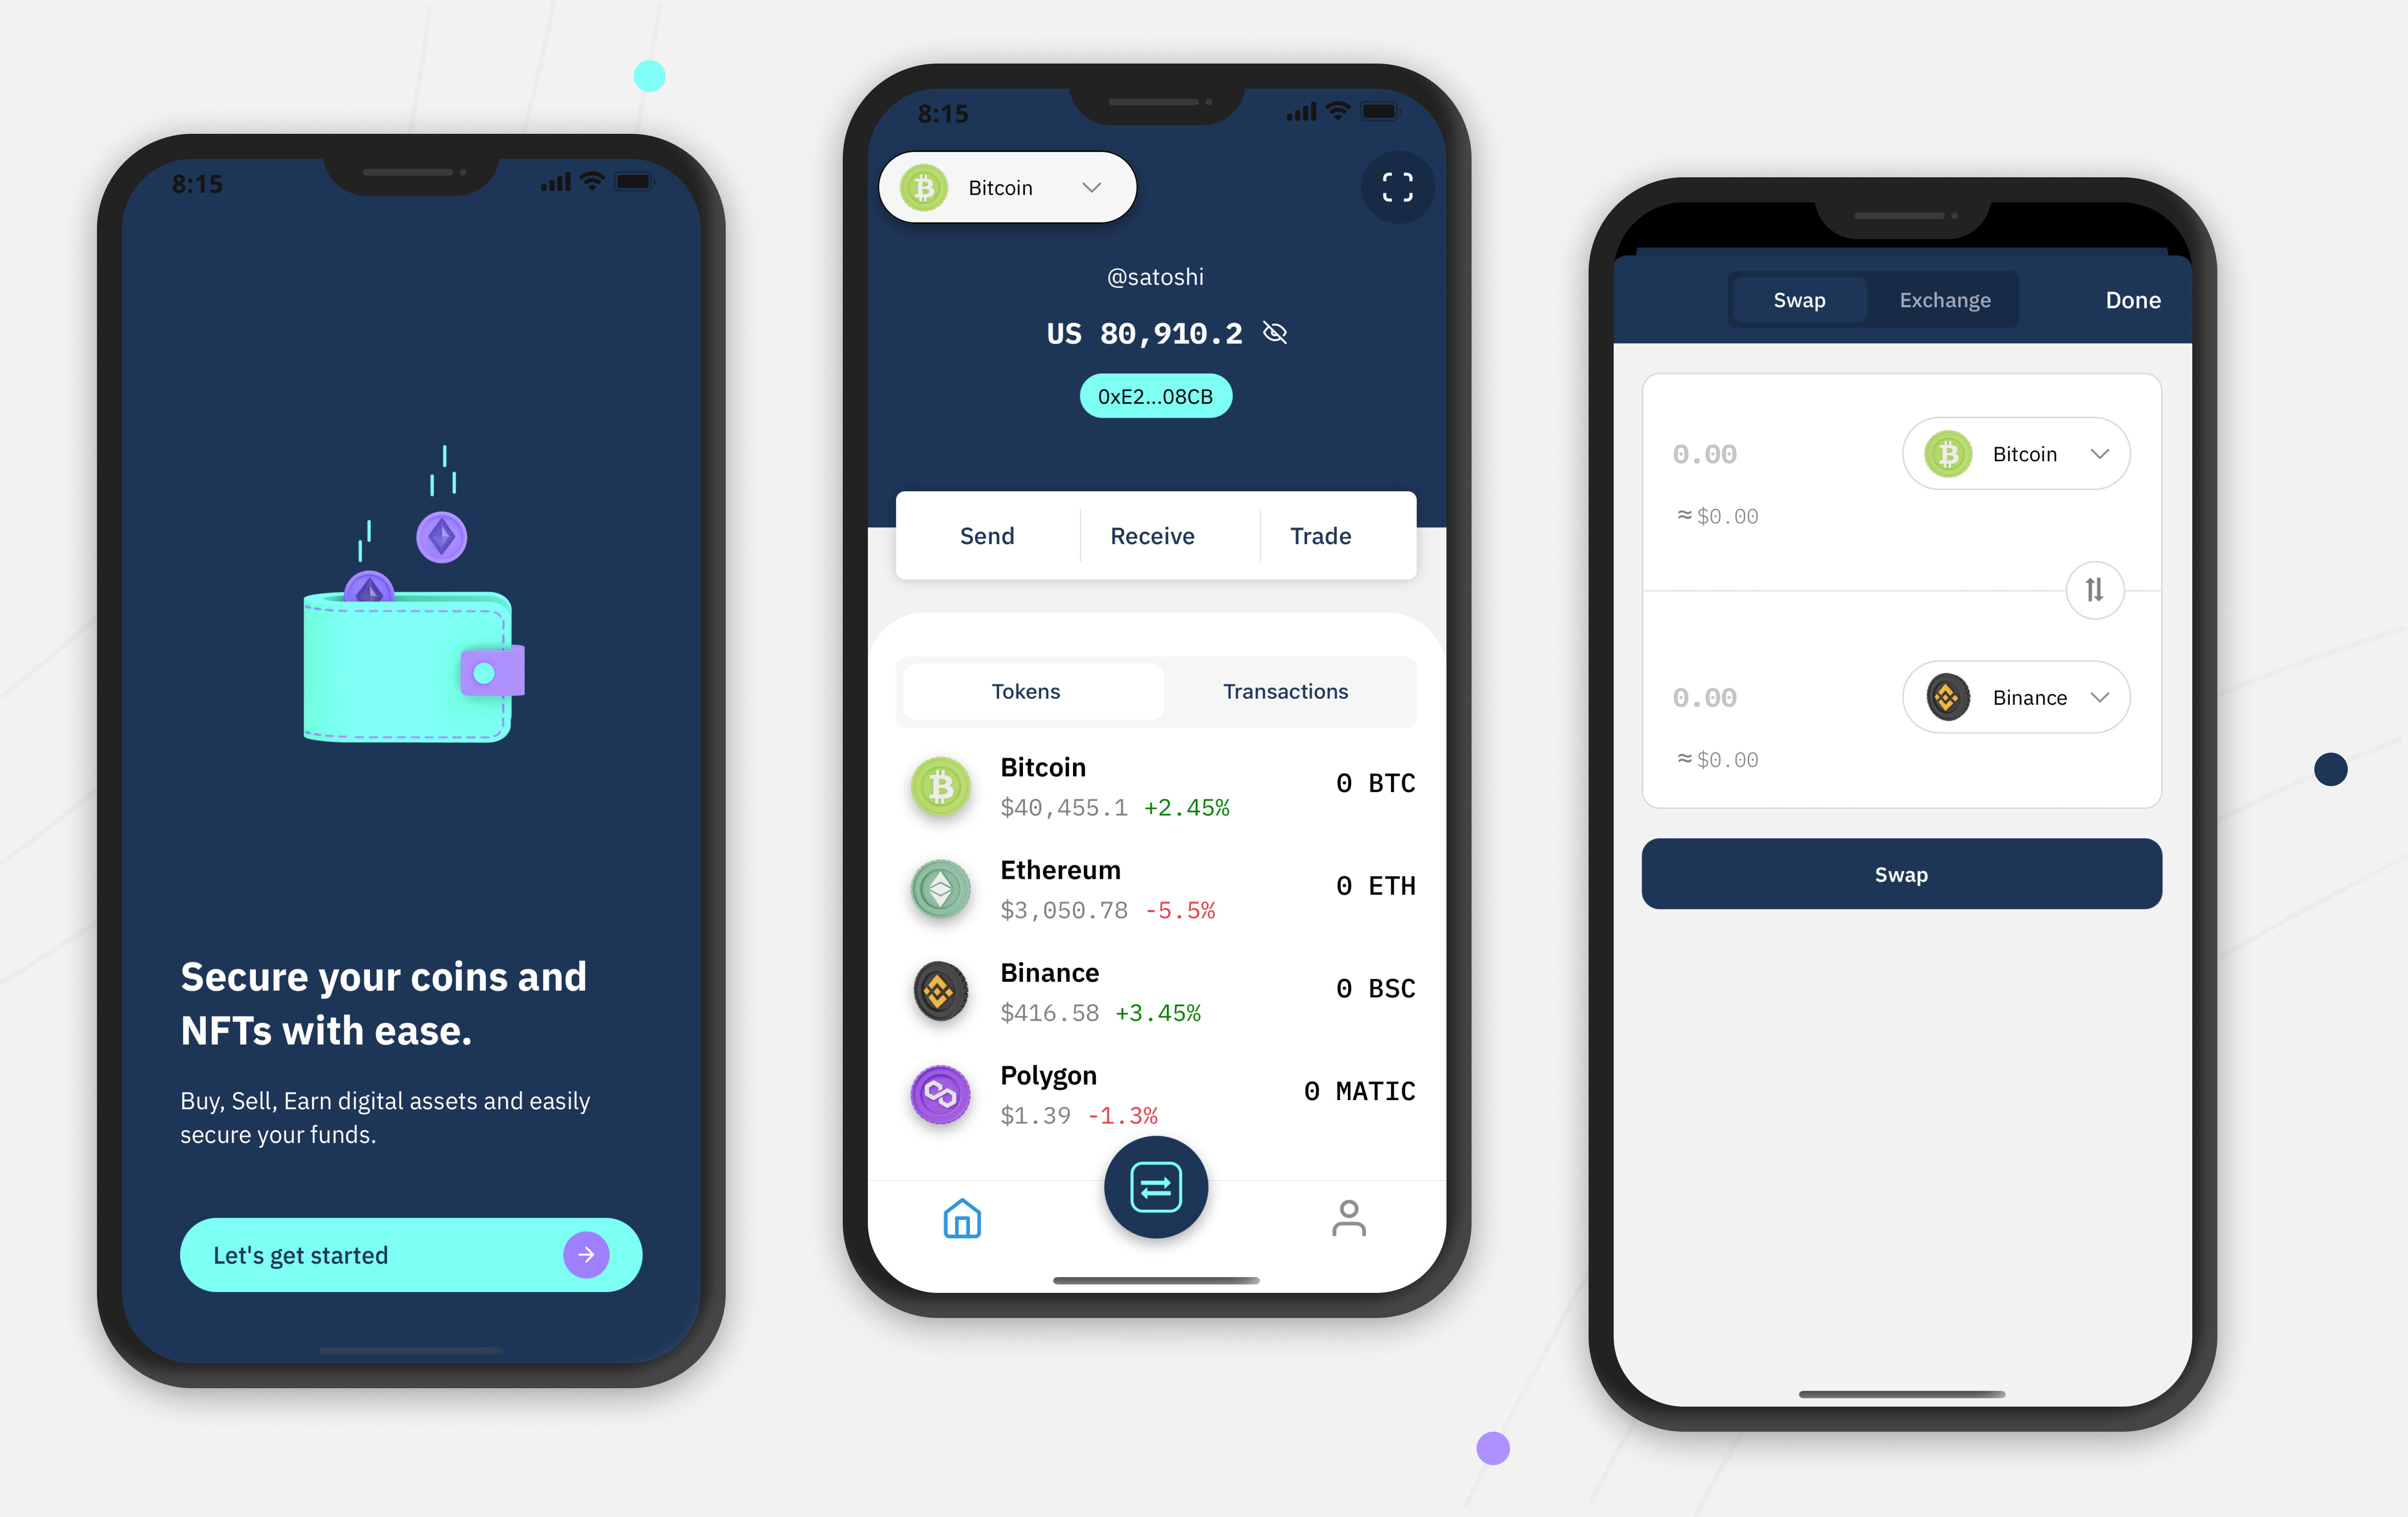 8:15
Secure your coins and
NFTs with ease.
Buy, Sell, Earn digital assets and easily
secure your funds.
Let's get started
8:15
Bitcoin
@satoshi
US 80,910.2
0xE2...08CB
Send Receive Trade
Tokens Transactions
Bitcoin
0 BTC
$40,455.1 +2.45%
Ethereum
0 ETH
$3,050.78 -5.5%
Binance
0 BSC
$416.58 +3.45%
Polygon
0 MATIC
$1.39 -1.3%
Swap Exchange Done
0.00 Bitcoin
≈ $0.00
0.00 Binance
≈ $0.00
Swap